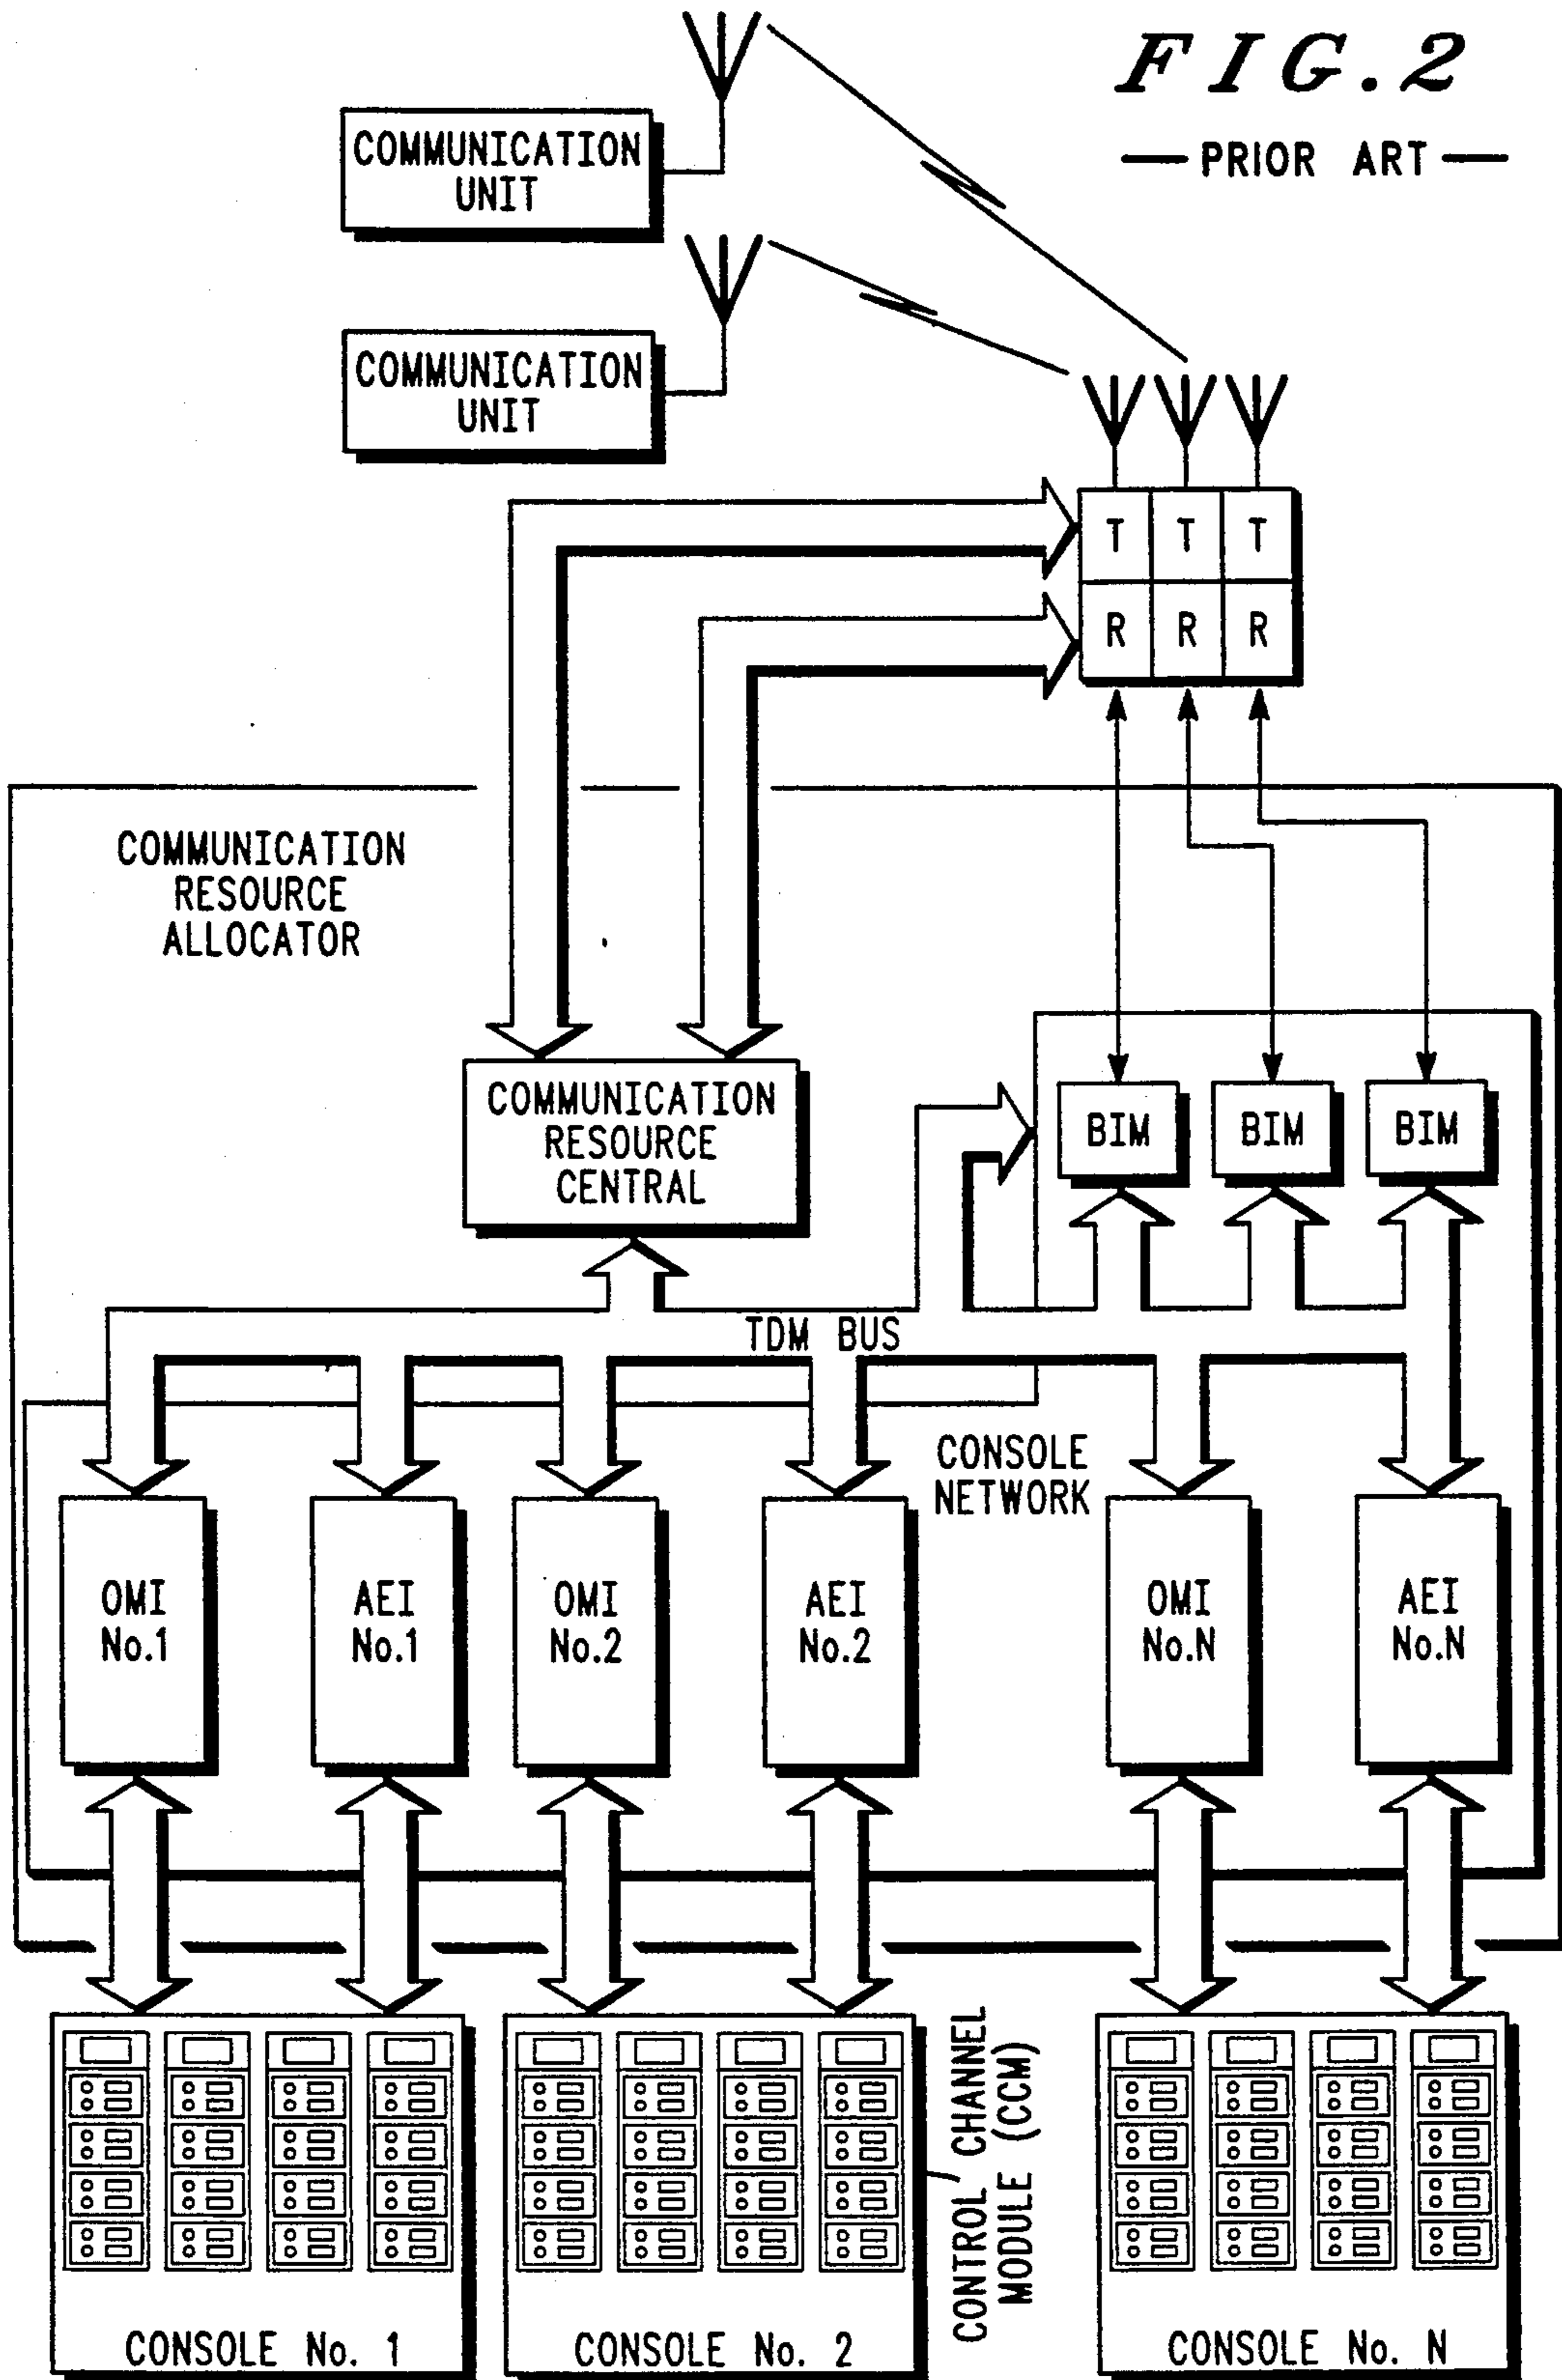 FIG.2
— PRIOR ART —
COMMUNICATION
UNIT
COMMUNICATION
UNIT
T T T
R R R
COMMUNICATION
RESOURCE
ALLOCATOR
COMMUNICATION
RESOURCE
CENTRAL
BIM BIM BIM
TDM BUS
CONSOLE
NETWORK
OMI
No.1
AEI
No.1
OMI
No.2
AEI
No.2
OMI
No.N
AEI
No.N
CONTROL CHANNEL
MODULE (CCM)
CONSOLE No. 1
CONSOLE No. 2
CONSOLE No. N